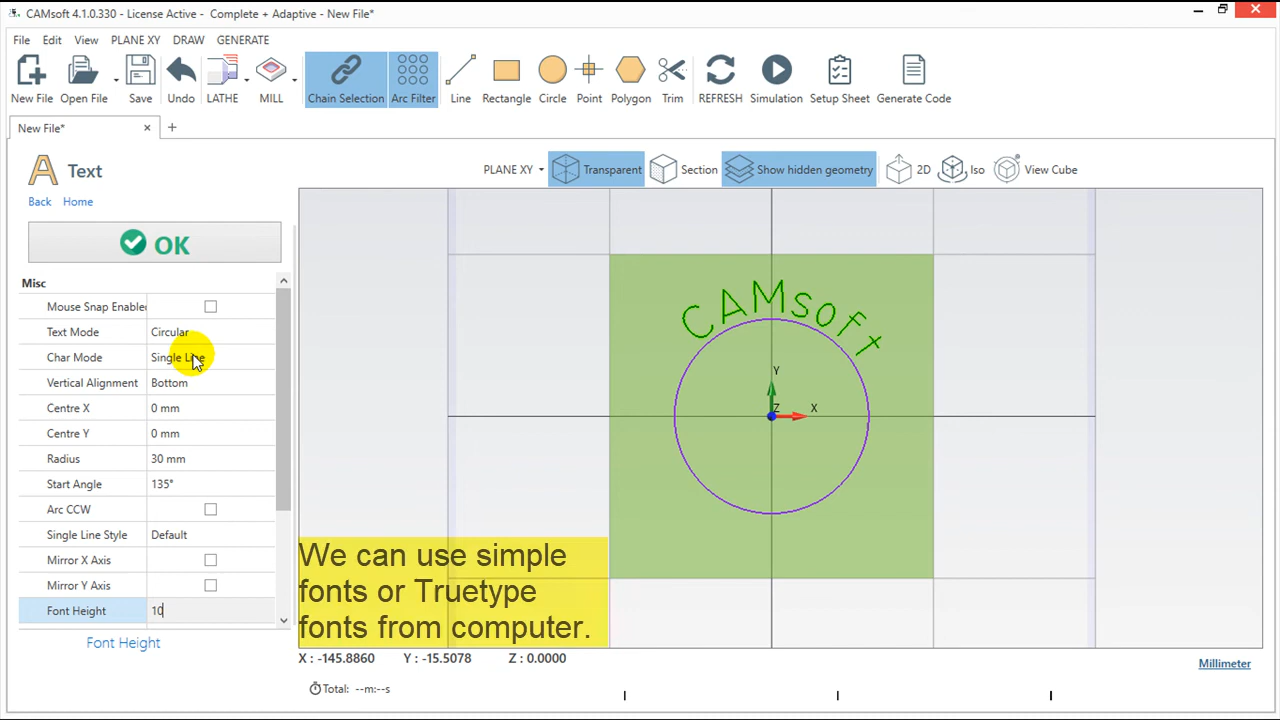 CAMsoft 4.1.0.330 - License Active - Complete + Adaptive - New File*
File Edit View PLANE XY DRAW GENERATE
New File Open File Save Undo LATHE MILL Chain Selection Arc Filter Line Rectangle Circle Point Polygon Trim REFRESH Simulation Setup Sheet Generate Code
New File*
Text
PLANE XY Transparent Section Show hidden geometry 2D Iso View Cube
Back Home
OK
Misc
Mouse Snap Enabled
Text Mode Circular
Char Mode Single Line
Vertical Alignment Bottom
Centre X 0 mm
Centre Y 0 mm
Radius 30 mm
Start Angle 135°
Arc CCW
Single Line Style Default
Mirror X Axis
Mirror Y Axis
Font Height 10
Font Height
CAMsoft
Y
Z
X
We can use simple
fonts or Truetype
fonts from computer.
X : -145.8860 Y : -15.5078 Z : 0.0000
Millimeter
Total: --m:--s